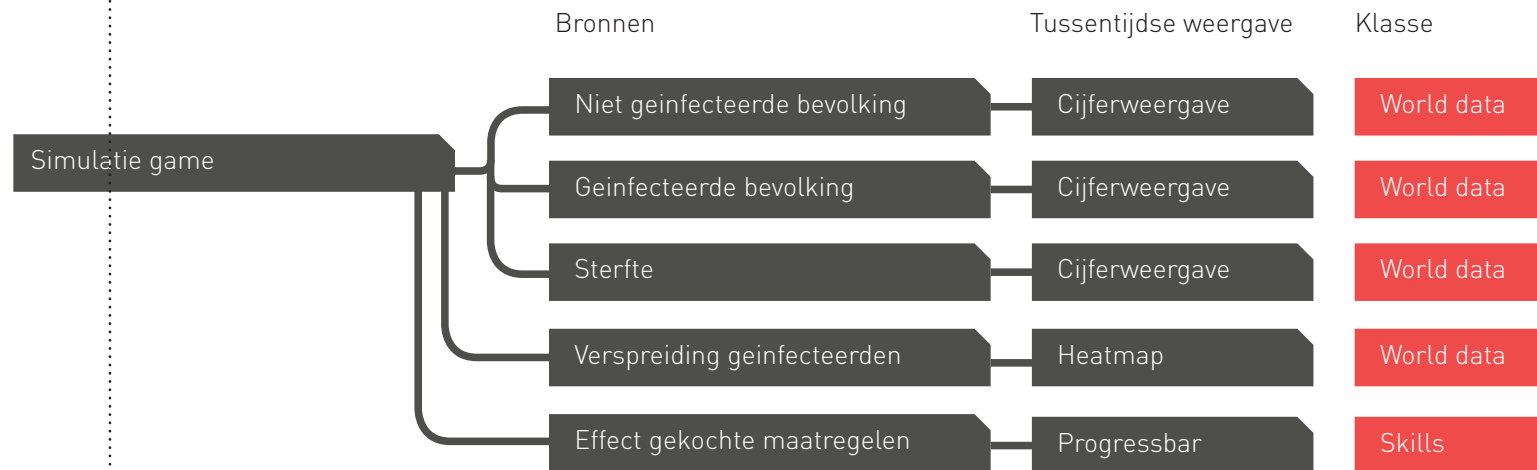 Bronnen Tussentijdse weergave Klasse
Niet geinfecteerde bevolking Cijferweergave World data
Simulatie game
Geinfecteerde bevolking Cijferweergave World data
Sterfte Cijferweergave World data
Verspreiding geinfecteerden Heatmap World data
Effect gekochte maatregelen Progressbar Skills